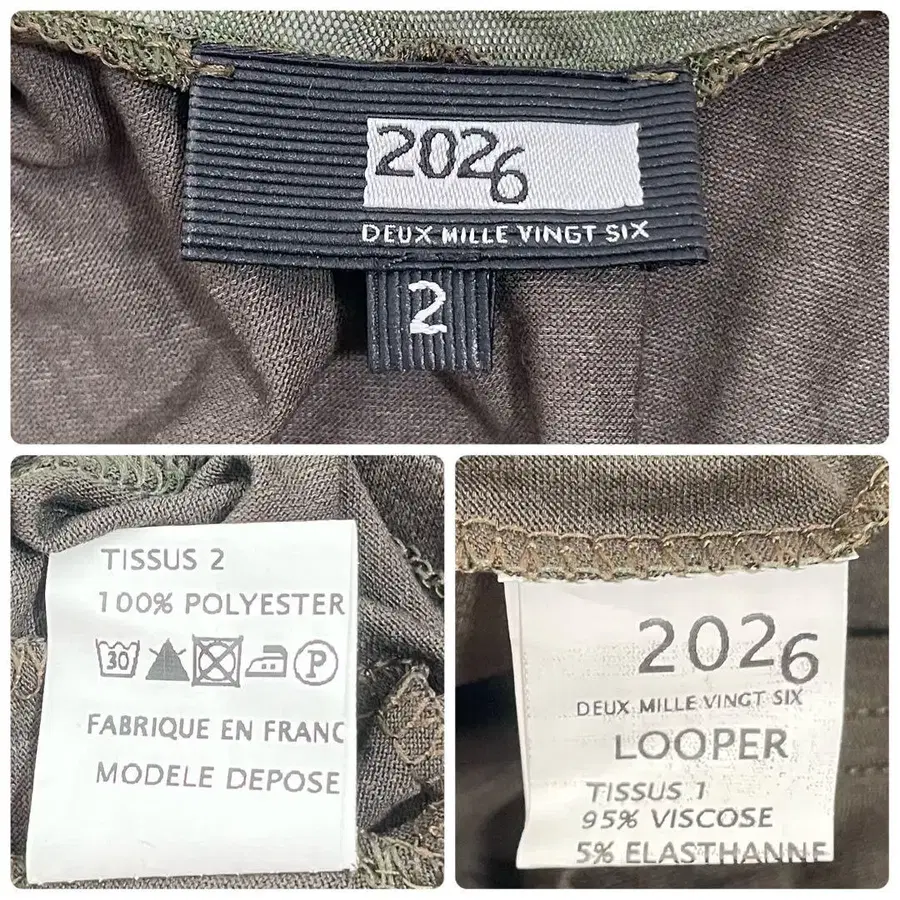 2026
DEUX MILLE VINGT SIX
2
TISSUS 2
100% POLYESTER
30 P
FABRIQUE EN FRANC
MODELE DEPOSE
2026
DEUX MILLE VINGT SIX
LOOPER
TISSUS 1
95% VISCOSE
5% ELASTHANNE